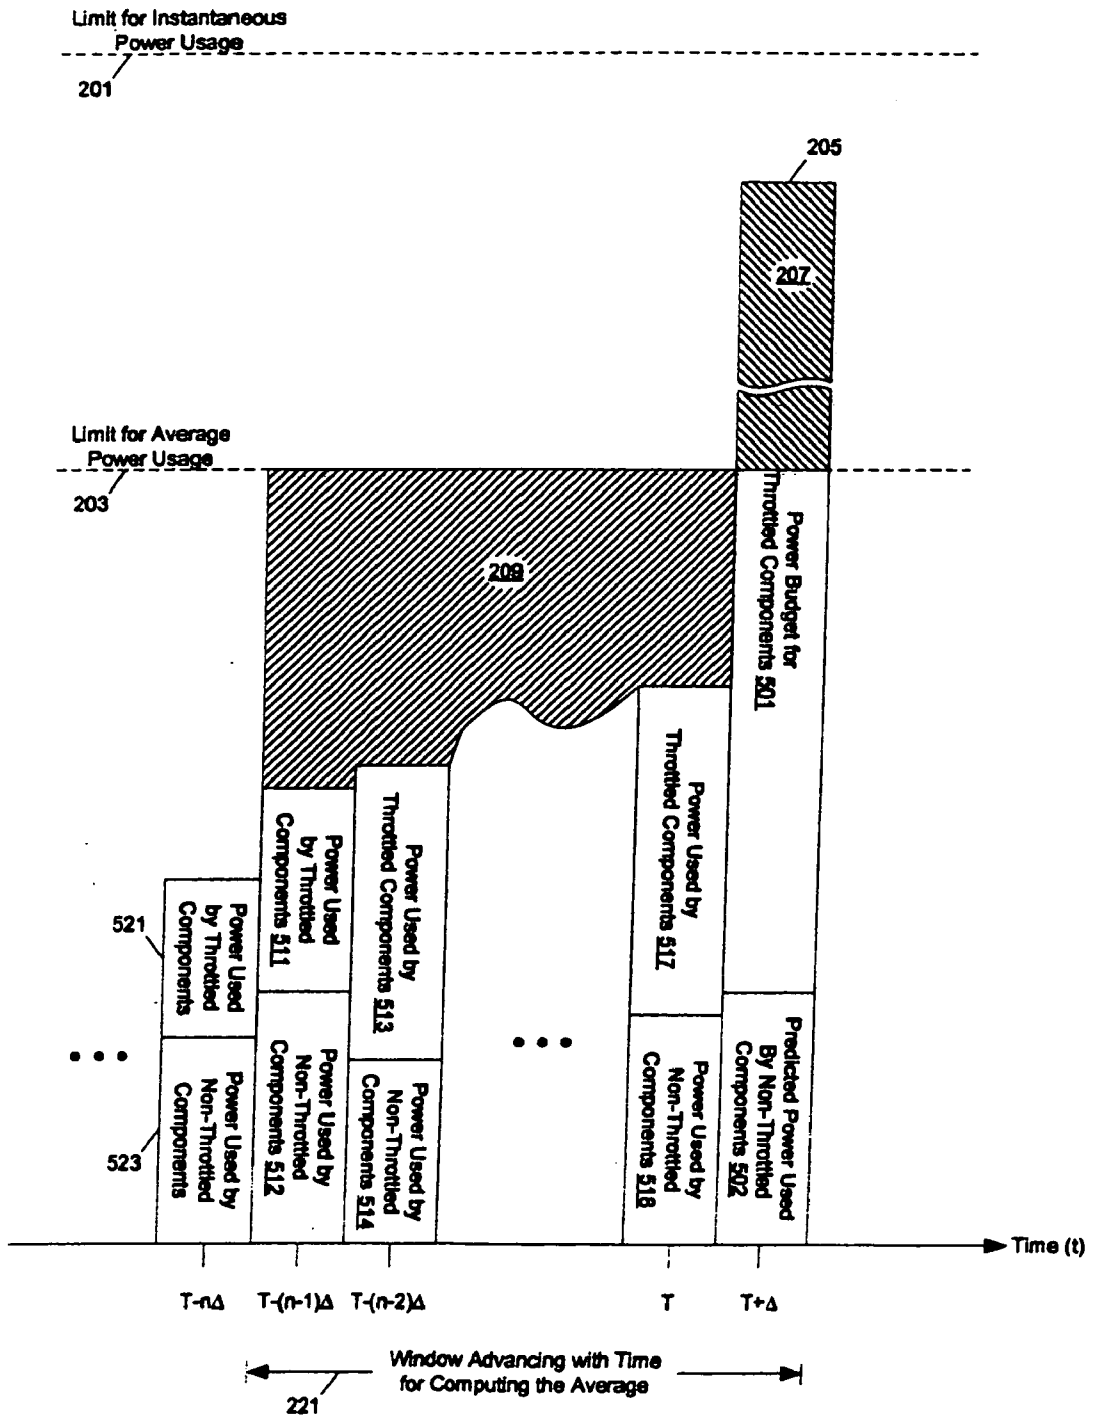 Limit for Instantaneous
Power Usage
201
205
207
Limit for Average
Power Usage
203
209
Power Budget for
Throttled Components 501
Power Used by
Throttled Components 517
Power Used
by Throttled
Components 511
Power Used by
Throttled Components 513
521
Power Used
by Throttled
Components
523
Power Used by
Non-Throttled
Components
Power Used by
Non-Throttled
Components 512
Power Used by
Non-Throttled
Components 514
Power Used by
Non-Throttled
Components 518
Predicted Power Used
By Non-Throttled
Components 502
Time (t)
T-nΔ
T-(n-1)Δ
T-(n-2)Δ
T
T+Δ
Window Advancing with Time
for Computing the Average
221